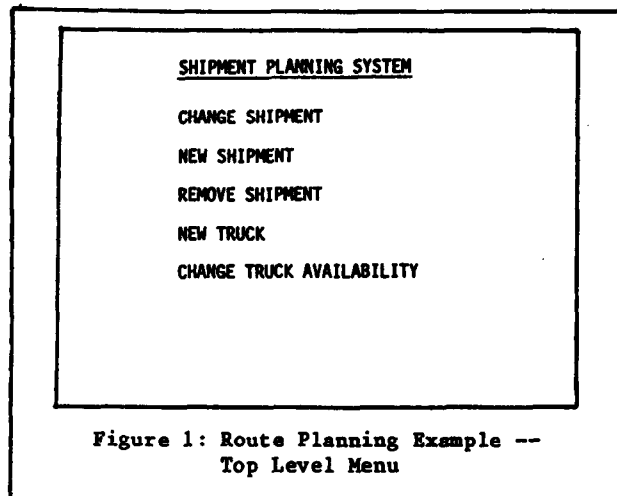 SHIPMENT PLANNING SYSTEM
CHANGE SHIPMENT
NEW SHIPMENT
REMOVE SHIPMENT
NEW TRUCK
CHANGE TRUCK AVAILABILITY
Figure 1: Route Planning Example --
Top Level Menu